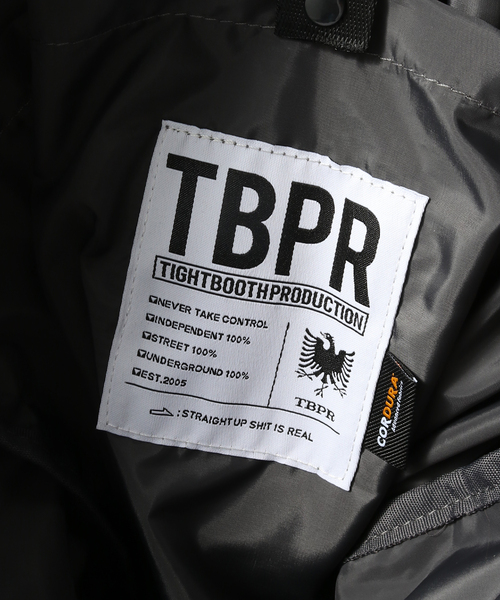 TBPR
TIGHTBOOTHPRODUCTION
NEVER TAKE CONTROL
INDEPENDENT 100%
STREET 100%
UNDERGROUND 100%
EST.2005
TBPR
:STRAIGHT UP SHIT IS REAL
CORDURA